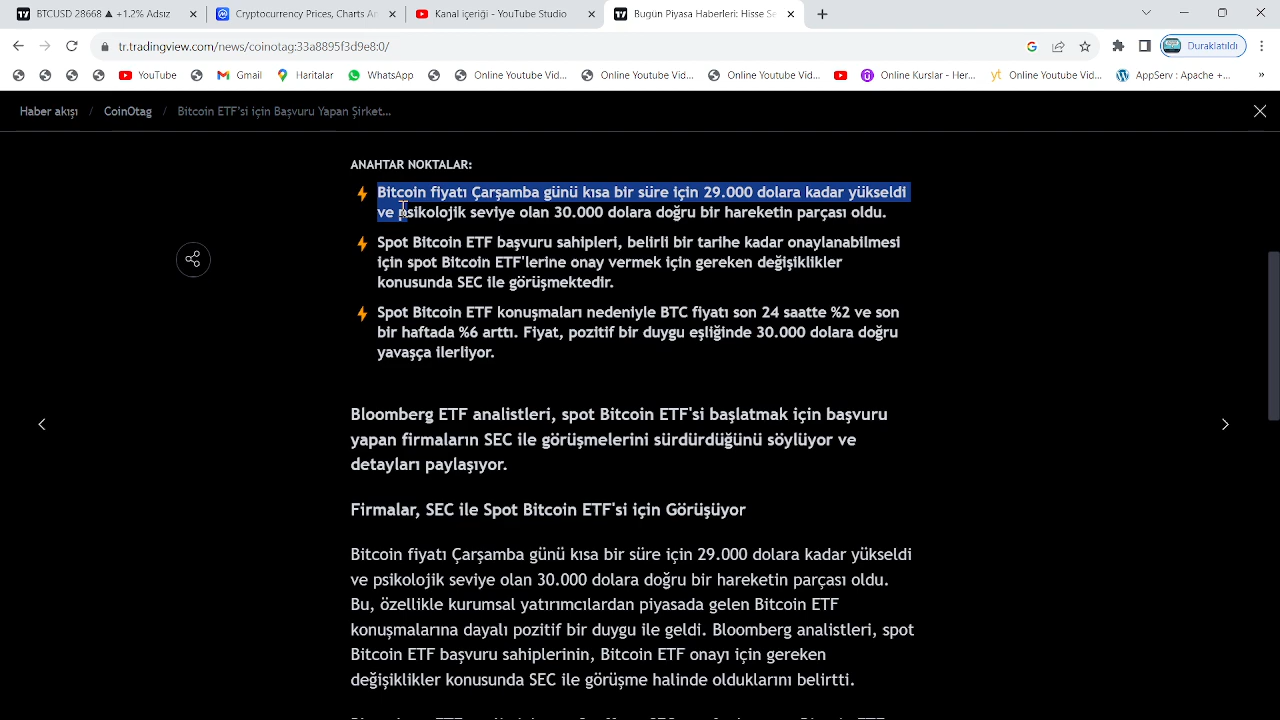 BTCUSD 28668 ▲ +1.2% Adsız
Cryptocurrency Prices, Charts Ar
Kanal içeriği - YouTube Studio
Bugün Piyasa Haberleri: Hisse Se
tr.tradingview.com/news/coinotag:33a8895f3d9e8:0/
Duraklatıldı
YouTube
Gmail
Haritalar
WhatsApp
Online Youtube Vid...
Online Youtube Vid...
Online Youtube Vid...
Online Kurslar - Her...
yt Online Youtube Vid...
AppServ : Apache +...
»
Haber akışı / CoinOtag / Bitcoin ETF'si için Başvuru Yapan Şirket...
ANAHTAR NOKTALAR:
Bitcoin fiyatı Çarşamba günü kısa bir süre için 29.000 dolara kadar yükseldi
ve psikolojik seviye olan 30.000 dolara doğru bir hareketin parçası oldu.
Spot Bitcoin ETF başvuru sahipleri, belirli bir tarihe kadar onaylanabilmesi
için spot Bitcoin ETF'lerine onay vermek için gereken değişiklikler
konusunda SEC ile görüşmektedir.
Spot Bitcoin ETF konuşmaları nedeniyle BTC fiyatı son 24 saatte %2 ve son
bir haftada %6 arttı. Fiyat, pozitif bir duygu eşliğinde 30.000 dolara doğru
yavaşça ilerliyor.
Bloomberg ETF analistleri, spot Bitcoin ETF'si başlatmak için başvuru
yapan firmaların SEC ile görüşmelerini sürdürdüğünü söylüyor ve
detayları paylaşıyor.
Firmalar, SEC ile Spot Bitcoin ETF'si için Görüşüyor
Bitcoin fiyatı Çarşamba günü kısa bir süre için 29.000 dolara kadar yükseldi
ve psikolojik seviye olan 30.000 dolara doğru bir hareketin parçası oldu.
Bu, özellikle kurumsal yatırımcılardan piyasada gelen Bitcoin ETF
konuşmalarına dayalı pozitif bir duygu ile geldi. Bloomberg analistleri, spot
Bitcoin ETF başvuru sahiplerinin, Bitcoin ETF onayı için gereken
değişiklikler konusunda SEC ile görüşme halinde olduklarını belirtti.